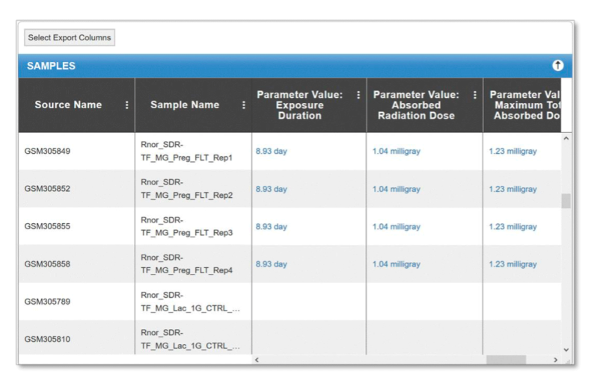 Select Export Columns
SAMPLES
Source Name
Sample Name
Parameter Value:
Exposure
Duration
Parameter Value:
Absorbed
Radiation Dose
Parameter Val
Maximum Tot
Absorbed Do
GSM305849
Rnor_SDR-
TF_MG_Preg_FLT_Rep1
8.93 day
1.04 milligray
1.23 milligray
GSM305852
Rnor_SDR-
TF_MG_Preg_FLT_Rep2
8.93 day
1.04 milligray
1.23 milligray
GSM305855
Rnor_SDR-
TF_MG_Preg_FLT_Rep3
8.93 day
1.04 milligray
1.23 milligray
GSM305858
Rnor_SDR-
TF_MG_Preg_FLT_Rep4
8.93 day
1.04 milligray
1.23 milligray
GSM305789
Rnor_SDR-
TF_MG_Lac_1G_CTRL_...
GSM305810
Rnor_SDR-
TF_MG_Lac_1G_CTRL_...